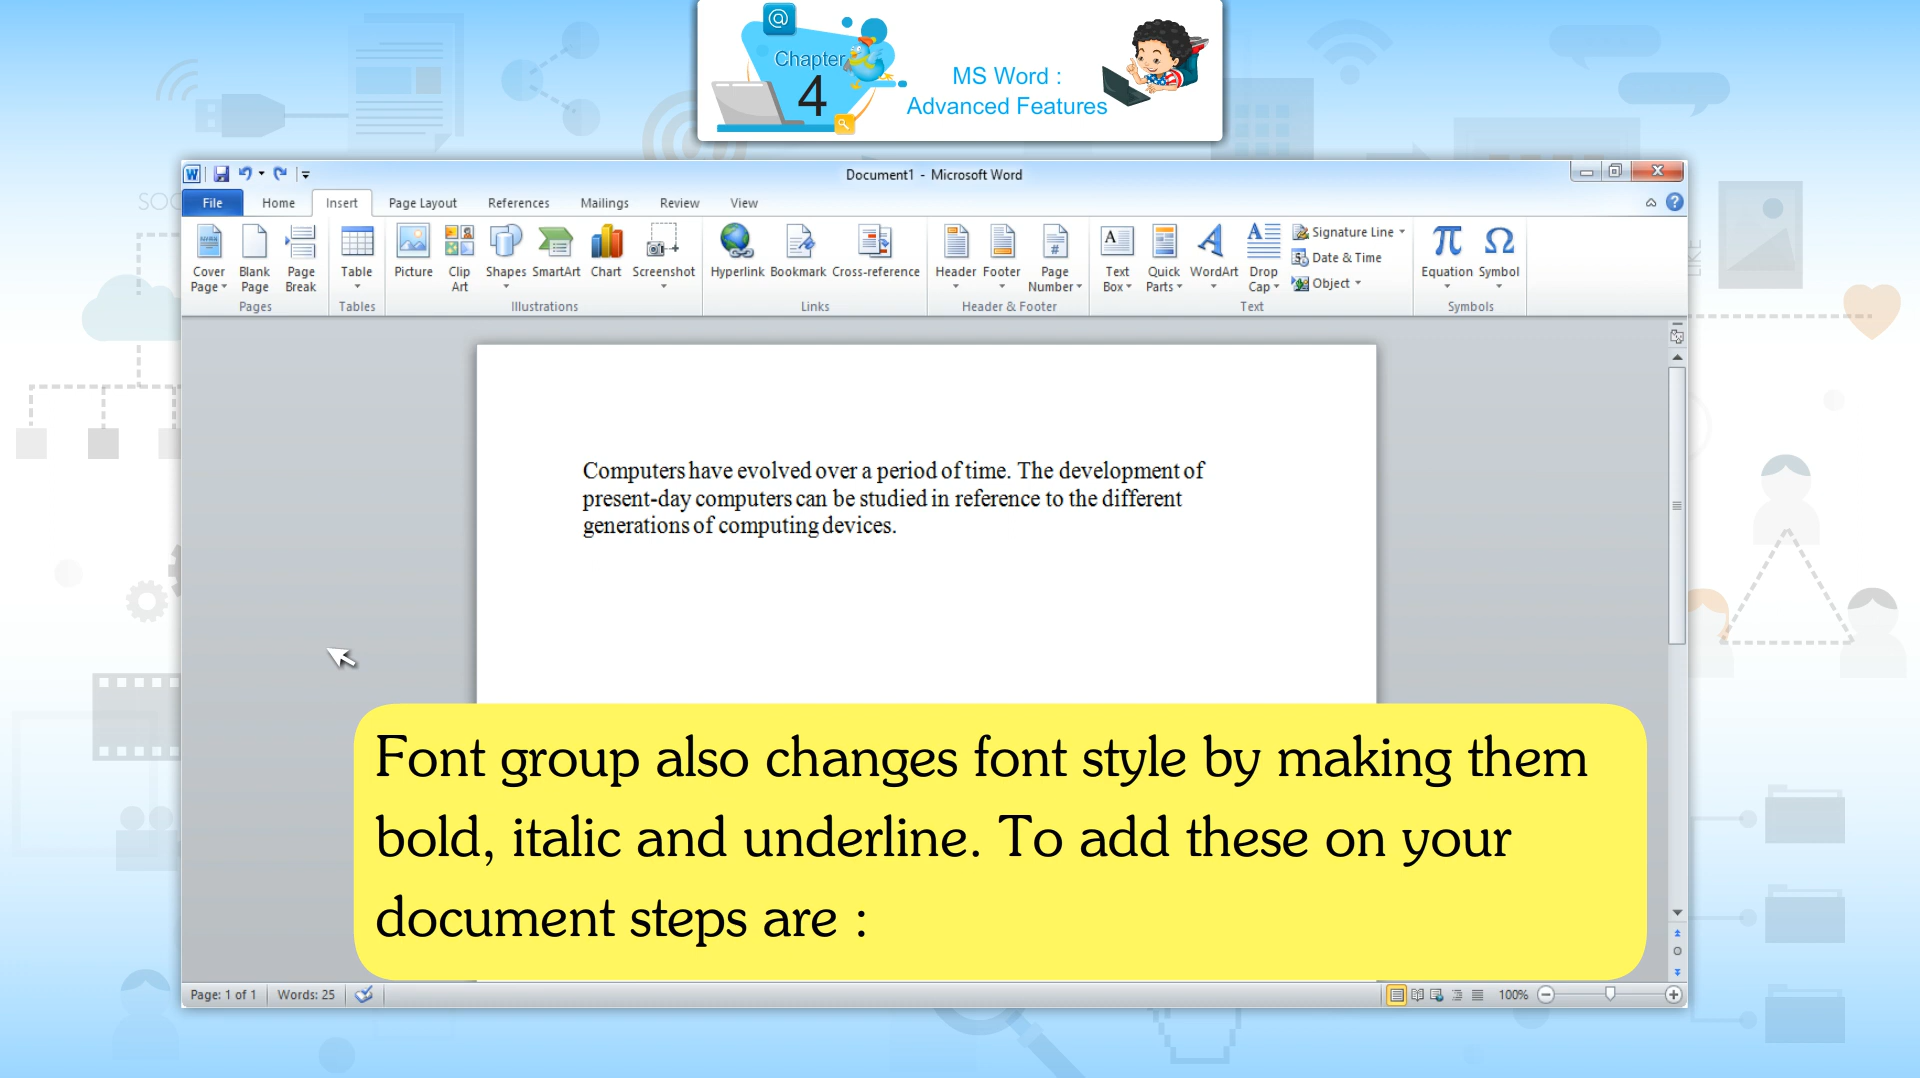 Chapter
4
MS Word :
Advanced Features
Document1 - Microsoft Word
File Home Insert Page Layout References Mailings Review View
Cover Page
Blank Page
Page Break
Pages
Table
Tables
Picture
Clip Art
Shapes
SmartArt
Chart
Screenshot
Illustrations
Hyperlink
Bookmark
Cross-reference
Links
Header
Footer
Page Number
Header & Footer
Text Box
Quick Parts
WordArt
Drop Cap
Signature Line
Date & Time
Object
Text
Equation
Symbol
Symbols
Computers have evolved over a period of time. The development of
present-day computers can be studied in reference to the different
generations of computing devices.
Font group also changes font style by making them
bold, italic and underline. To add these on your
document steps are :
Page: 1 of 1 Words: 25 100%
LIKE